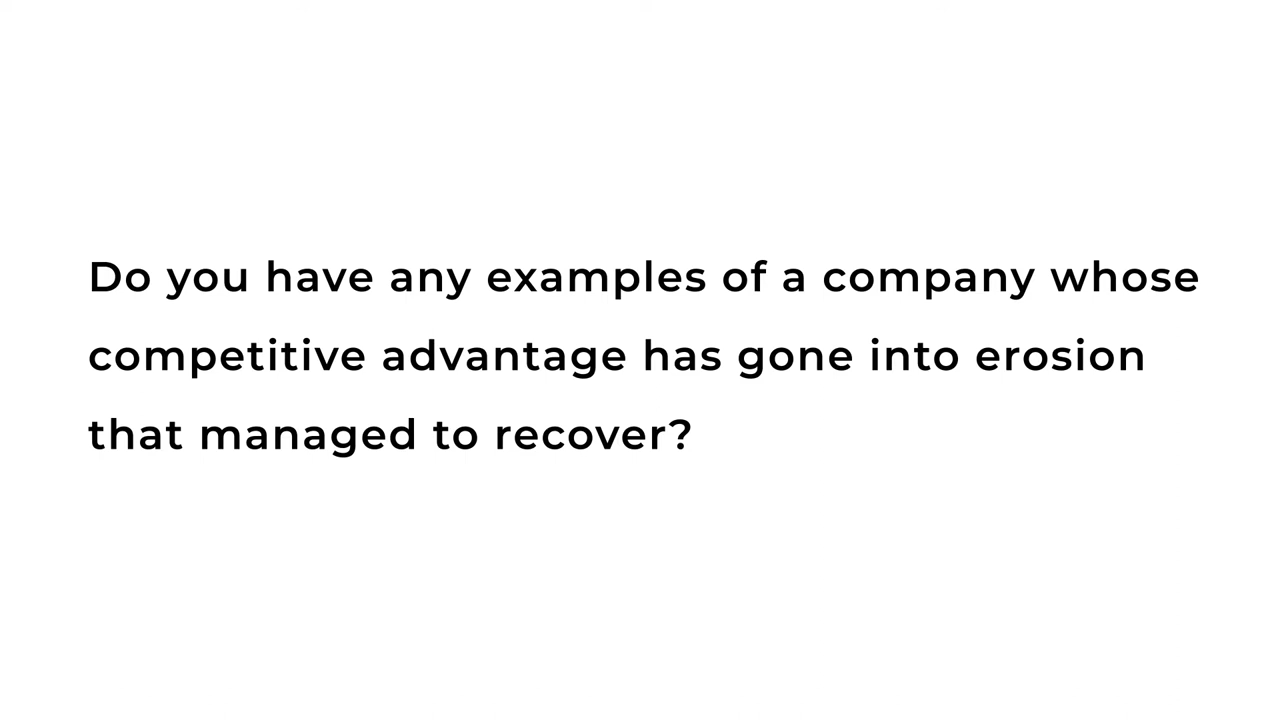 Do you have any examples of a company whose
competitive advantage has gone into erosion
that managed to recover?